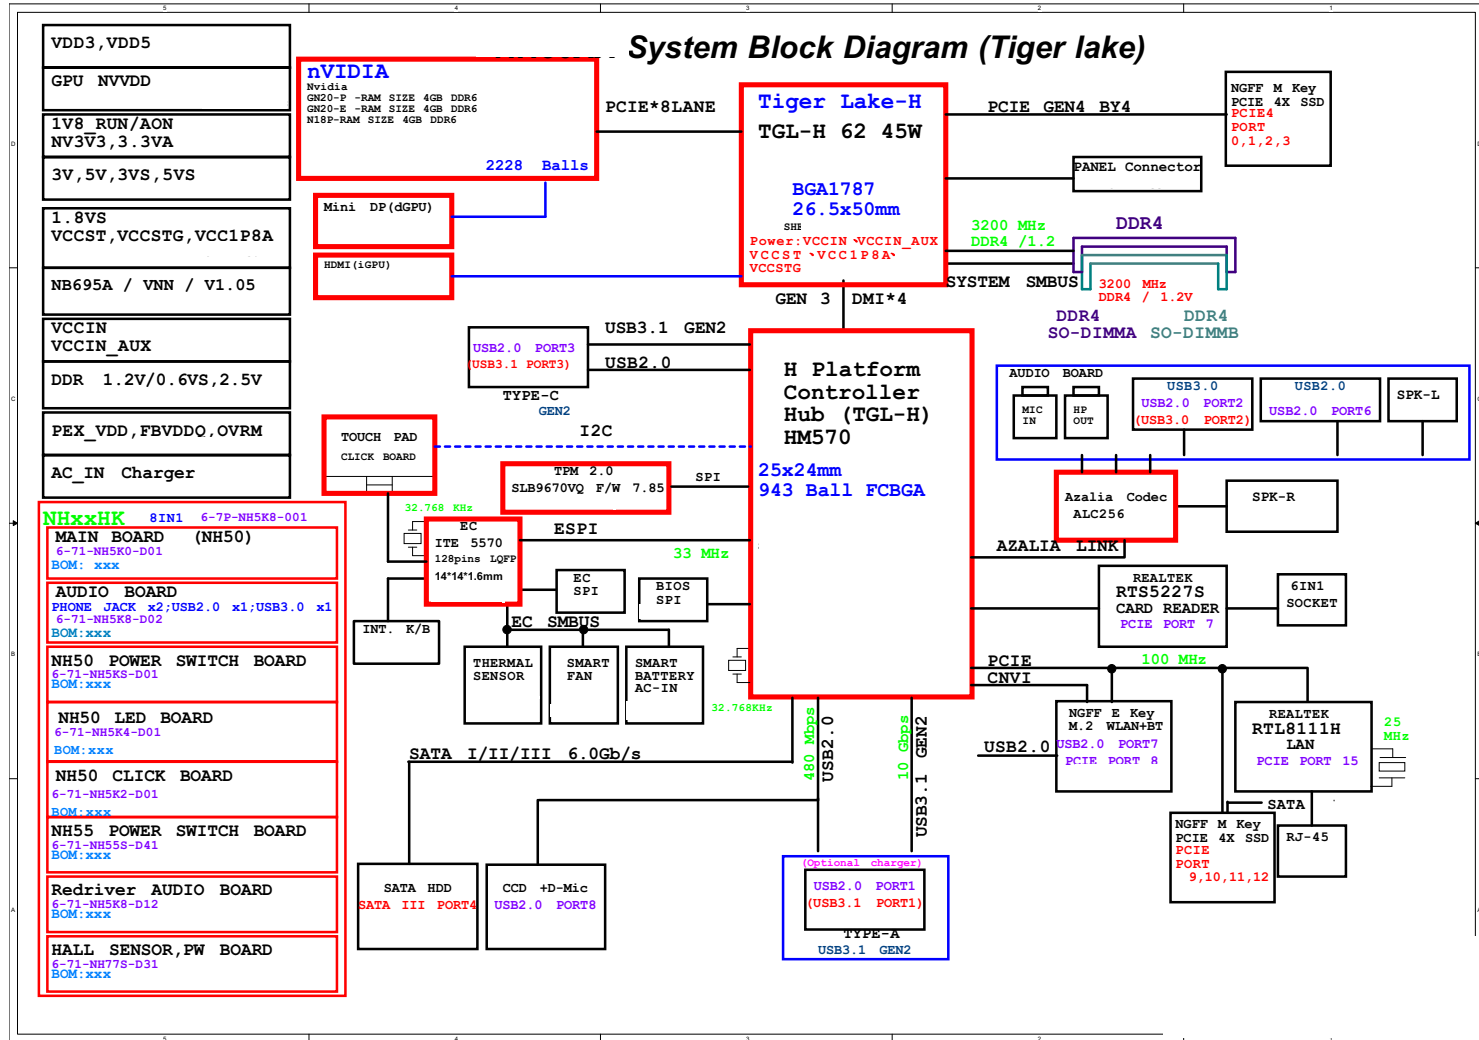 System Block Diagram (Tiger lake)
VDD3,VDD5
GPU NVVDD
1V8_RUN/AON
NV3V3,3.3VA
3V,5V,3VS,5VS
1.8VS
VCCST,VCCSTG,VCC1P8A
NB695A / VNN / V1.05
VCCIN
VCCIN_AUX
DDR 1.2V/0.6VS,2.5V
PEX_VDD,FBVDDQ,OVRM
AC_IN Charger
NHxxHK 8IN1 6-7P-NH5K8-001
MAIN BOARD (NH50)
6-71-NH5K0-D01
BOM: xxx
AUDIO BOARD
PHONE JACK x2;USB2.0 x1;USB3.0 x1
6-71-NH5K8-D02
BOM:xxx
NH50 POWER SWITCH BOARD
6-71-NH5KS-D01
BOM:xxx
NH50 LED BOARD
6-71-NH5K4-D01
BOM:xxx
NH50 CLICK BOARD
6-71-NH5K2-D01
BOM:xxx
NH55 POWER SWITCH BOARD
6-71-NH55S-D41
BOM:xxx
Redriver AUDIO BOARD
6-71-NH5K8-D12
BOM:xxx
HALL SENSOR,PW BOARD
6-71-NH77S-D31
BOM:xxx
nVIDIA
Nvidia
GN20-P -RAM SIZE 4GB DDR6
GN20-E -RAM SIZE 4GB DDR6
N18P-RAM SIZE 4GB DDR6
2228 Balls
PCIE*8LANE
Mini DP(dGPU)
HDMI(iGPU)
Tiger Lake-H
TGL-H 62 45W
BGA1787
26.5x50mm
Power:VCCIN、VCCIN_AUX
VCCST、VCC1P8A、
VCCSTG
PCIE GEN4 BY4
NGFF M Key
PCIE 4X SSD
PCIE4
PORT
0,1,2,3
PANEL Connector
3200 MHz
DDR4 /1.2
DDR4
SYSTEM SMBUS
3200 MHz
DDR4 / 1.2V
DDR4
SO-DIMMA
DDR4
SO-DIMMB
GEN 3 DMI*4
USB3.1 GEN2
USB2.0
USB2.0 PORT3
(USB3.1 PORT3)
TYPE-C
GEN2
H Platform
Controller
Hub (TGL-H)
HM570
25x24mm
943 Ball FCBGA
TOUCH PAD
CLICK BOARD
I2C
TPM 2.0
SLB9670VQ F/W 7.85
SPI
32.768 KHz
EC
ITE 5570
128pins LQFP
14*14*1.6mm
ESPI
33 MHz
EC
SPI
BIOS
SPI
INT. K/B
EC SMBUS
THERMAL
SENSOR
SMART
FAN
SMART
BATTERY
AC-IN
32.768KHz
AUDIO BOARD
MIC
IN
HP
OUT
USB3.0
USB2.0 PORT2
(USB3.0 PORT2)
USB2.0
USB2.0 PORT6
SPK-L
Azalia Codec
ALC256
SPK-R
AZALIA LINK
REALTEK
RTS5227S
CARD READER
PCIE PORT 7
6IN1
SOCKET
PCIE
100 MHz
CNVI
NGFF E Key
M.2 WLAN+BT
USB2.0 PORT7
PCIE PORT 8
USB2.0
REALTEK
RTL8111H
LAN
PCIE PORT 15
25
MHz
SATA
NGFF M Key
PCIE 4X SSD
PCIE
PORT
9,10,11,12
RJ-45
SATA I/II/III 6.0Gb/s
480 Mbps
USB2.0
10 Gbps
USB3.1 GEN2
SATA HDD
SATA III PORT4
CCD +D-Mic
USB2.0 PORT8
(Optional charger)
USB2.0 PORT1
(USB3.1 PORT1)
TYPE-A
USB3.1 GEN2